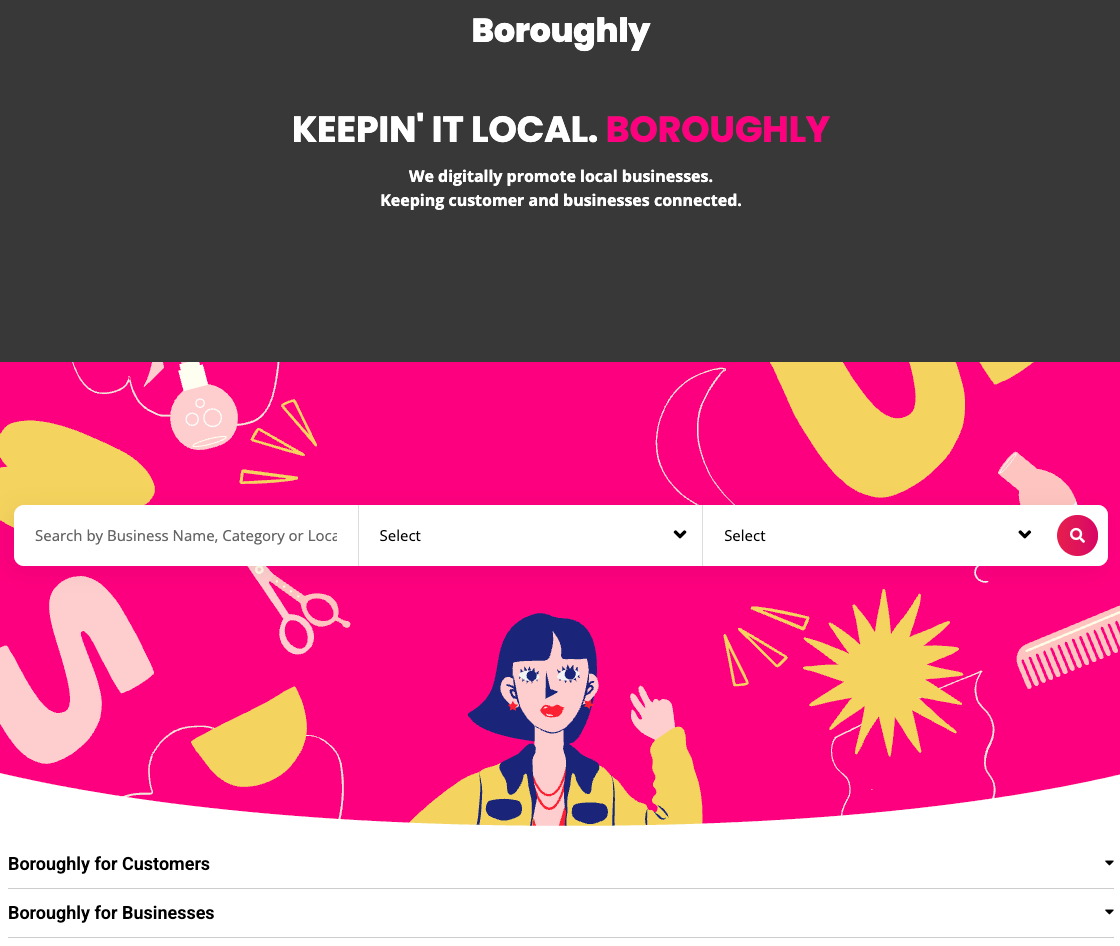 Boroughly
KEEPIN' IT LOCAL. BOROUGHLY
We digitally promote local businesses.
Keeping customer and businesses connected.
Search by Business Name, Category or Loca
Select
Select
Boroughly for Customers
Boroughly for Businesses